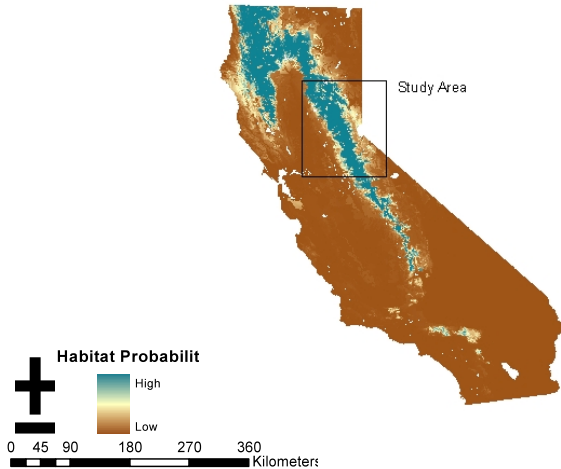 Study Area
Habitat Probabilit
High
Low
0 45 90 180 270 360
Kilometers